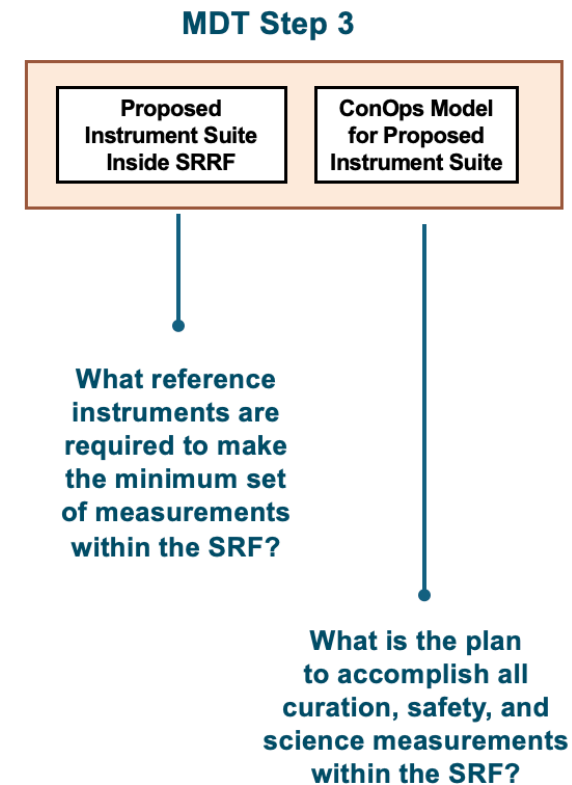 MDT Step 3
Proposed
Instrument Suite
Inside SRRF
ConOps Model
for Proposed
Instrument Suite
What reference
instruments are
required to make
the minimum set
of measurements
within the SRF?
What is the plan
to accomplish all
curation, safety, and
science measurements
within the SRF?